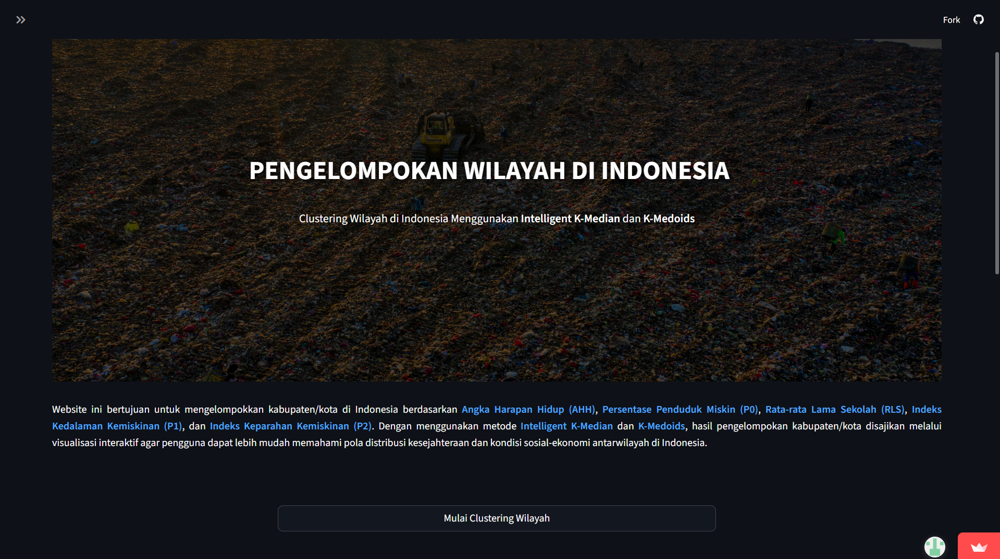 Fork
PENGELOMPOKAN WILAYAH DI INDONESIA
Clustering Wilayah di Indonesia Menggunakan Intelligent K-Median dan K-Medoids
Website ini bertujuan untuk mengelompokkan kabupaten/kota di Indonesia berdasarkan Angka Harapan Hidup (AHH), Persentase Penduduk Miskin (P0), Rata-rata Lama Sekolah (RLS), Indeks
Kedalaman Kemiskinan (P1), dan Indeks Keparahan Kemiskinan (P2). Dengan menggunakan metode Intelligent K-Median dan K-Medoids, hasil pengelompokan kabupaten/kota disajikan melalui
visualisasi interaktif agar pengguna dapat lebih mudah memahami pola distribusi kesejahteraan dan kondisi sosial-ekonomi antarwilayah di Indonesia.
Mulai Clustering Wilayah